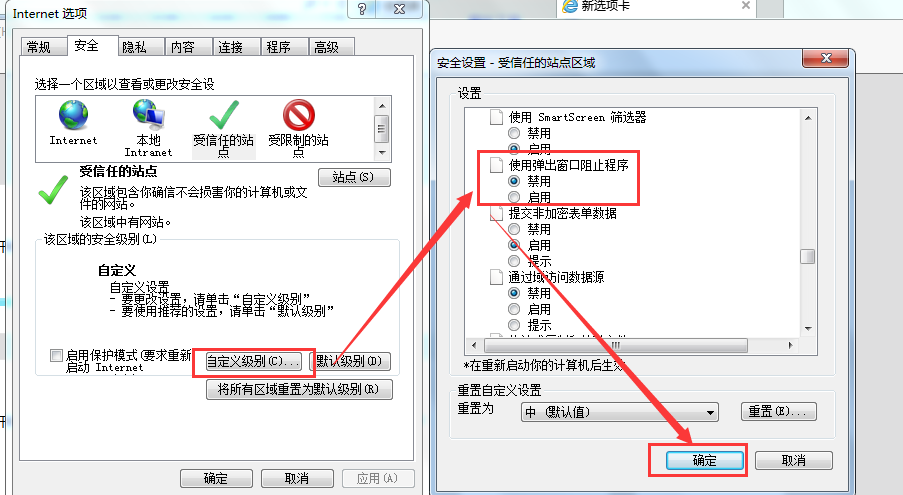 Internet 选项
常规
安全
隐私
内容
连接
程序
高级
选择一个区域以查看或更改安全设
Internet
本地
Intranet
受信任的站
点
受限制的站
点
受信任的站点
该区域包含你确信不会损害你的计算机或文
件的网站。
该区域中有网站。
站点(S)
该区域的安全级别(L)
自定义
自定义设置
- 要更改设置，请单击“自定义级别”
- 要使用推荐的设置，请单击“默认级别”
启用保护模式(要求重新
启动 Internet
自定义级别(C)...
默认级别(D)
将所有区域重置为默认级别(R)
确定
取消
应用(A)
新选项卡
安全设置 - 受信任的站点区域
设置
使用 SmartScreen 筛选器
禁用
启用
使用弹出窗口阻止程序
禁用
启用
提交非加密表单数据
禁用
启用
提示
通过域访问数据源
禁用
启用
提示
*在重新启动你的计算机后生效
重置自定义设置
重置为
中 (默认值)
重置(E)...
确定
取消